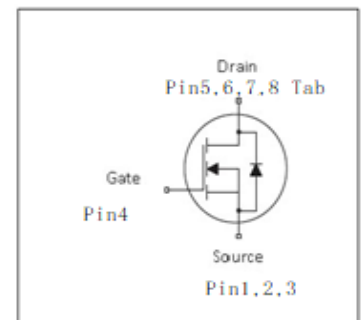 Drain
Pin5,6,7,8 Tab
Gate
Pin4
Source
Pin1,2,3